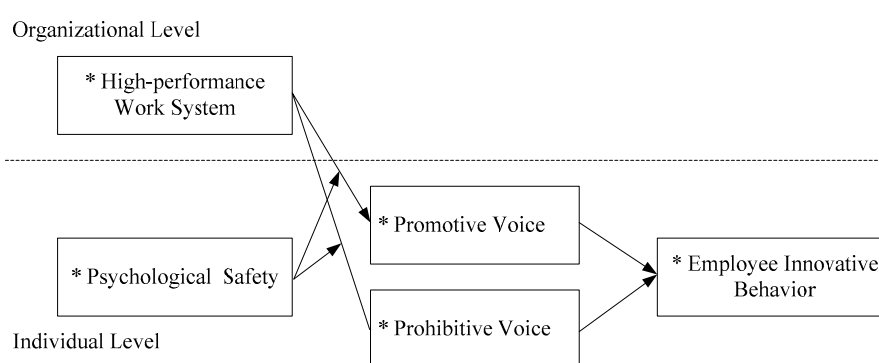 Organizational Level
* High-performance
Work System
* Promotive Voice
* Psychological Safety
* Employee Innovative
Behavior
* Prohibitive Voice
Individual Level